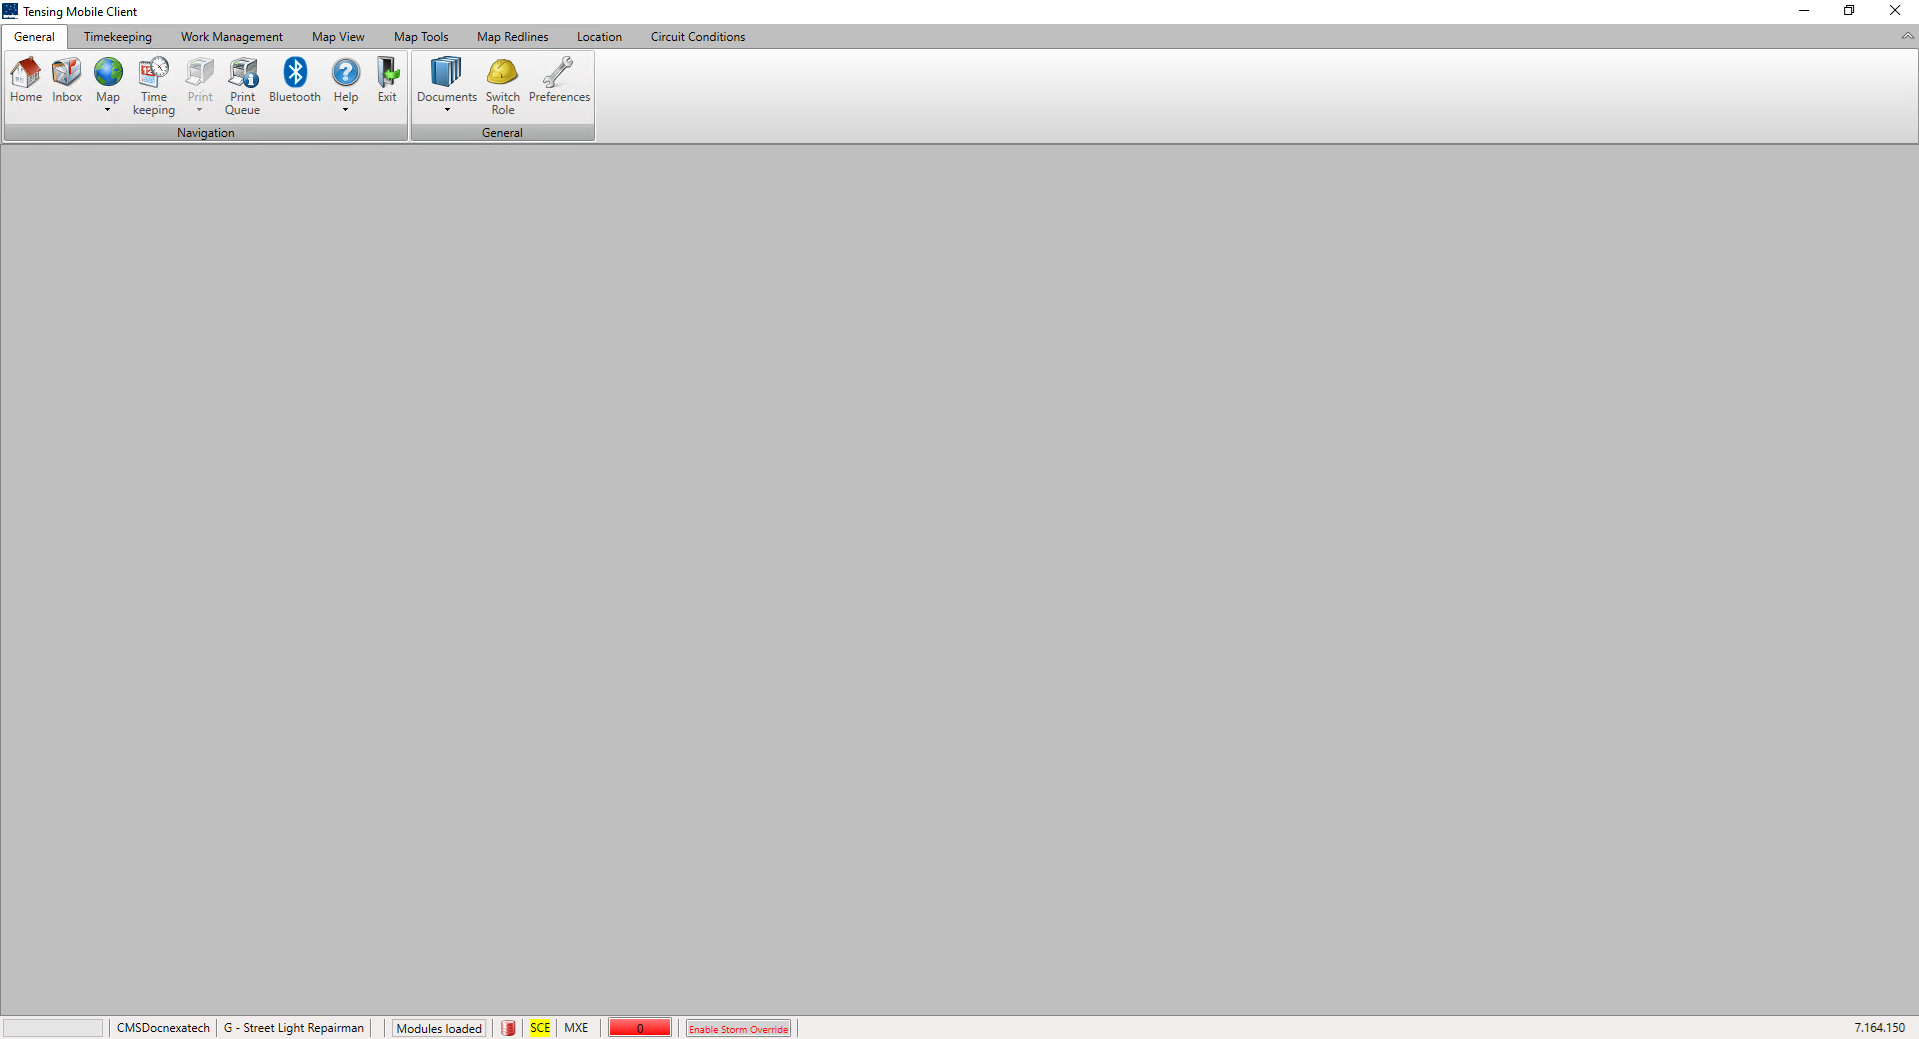 Tensing Mobile Client
General Timekeeping Work Management Map View Map Tools Map Redlines Location Circuit Conditions
Home Inbox Map Time keeping Print Print Queue Bluetooth Help Exit Documents Switch Role Preferences
Navigation General
CMSDocnexatech G - Street Light Repairman Modules loaded SCE MXE 0 Enable Storm Override 7.164.150